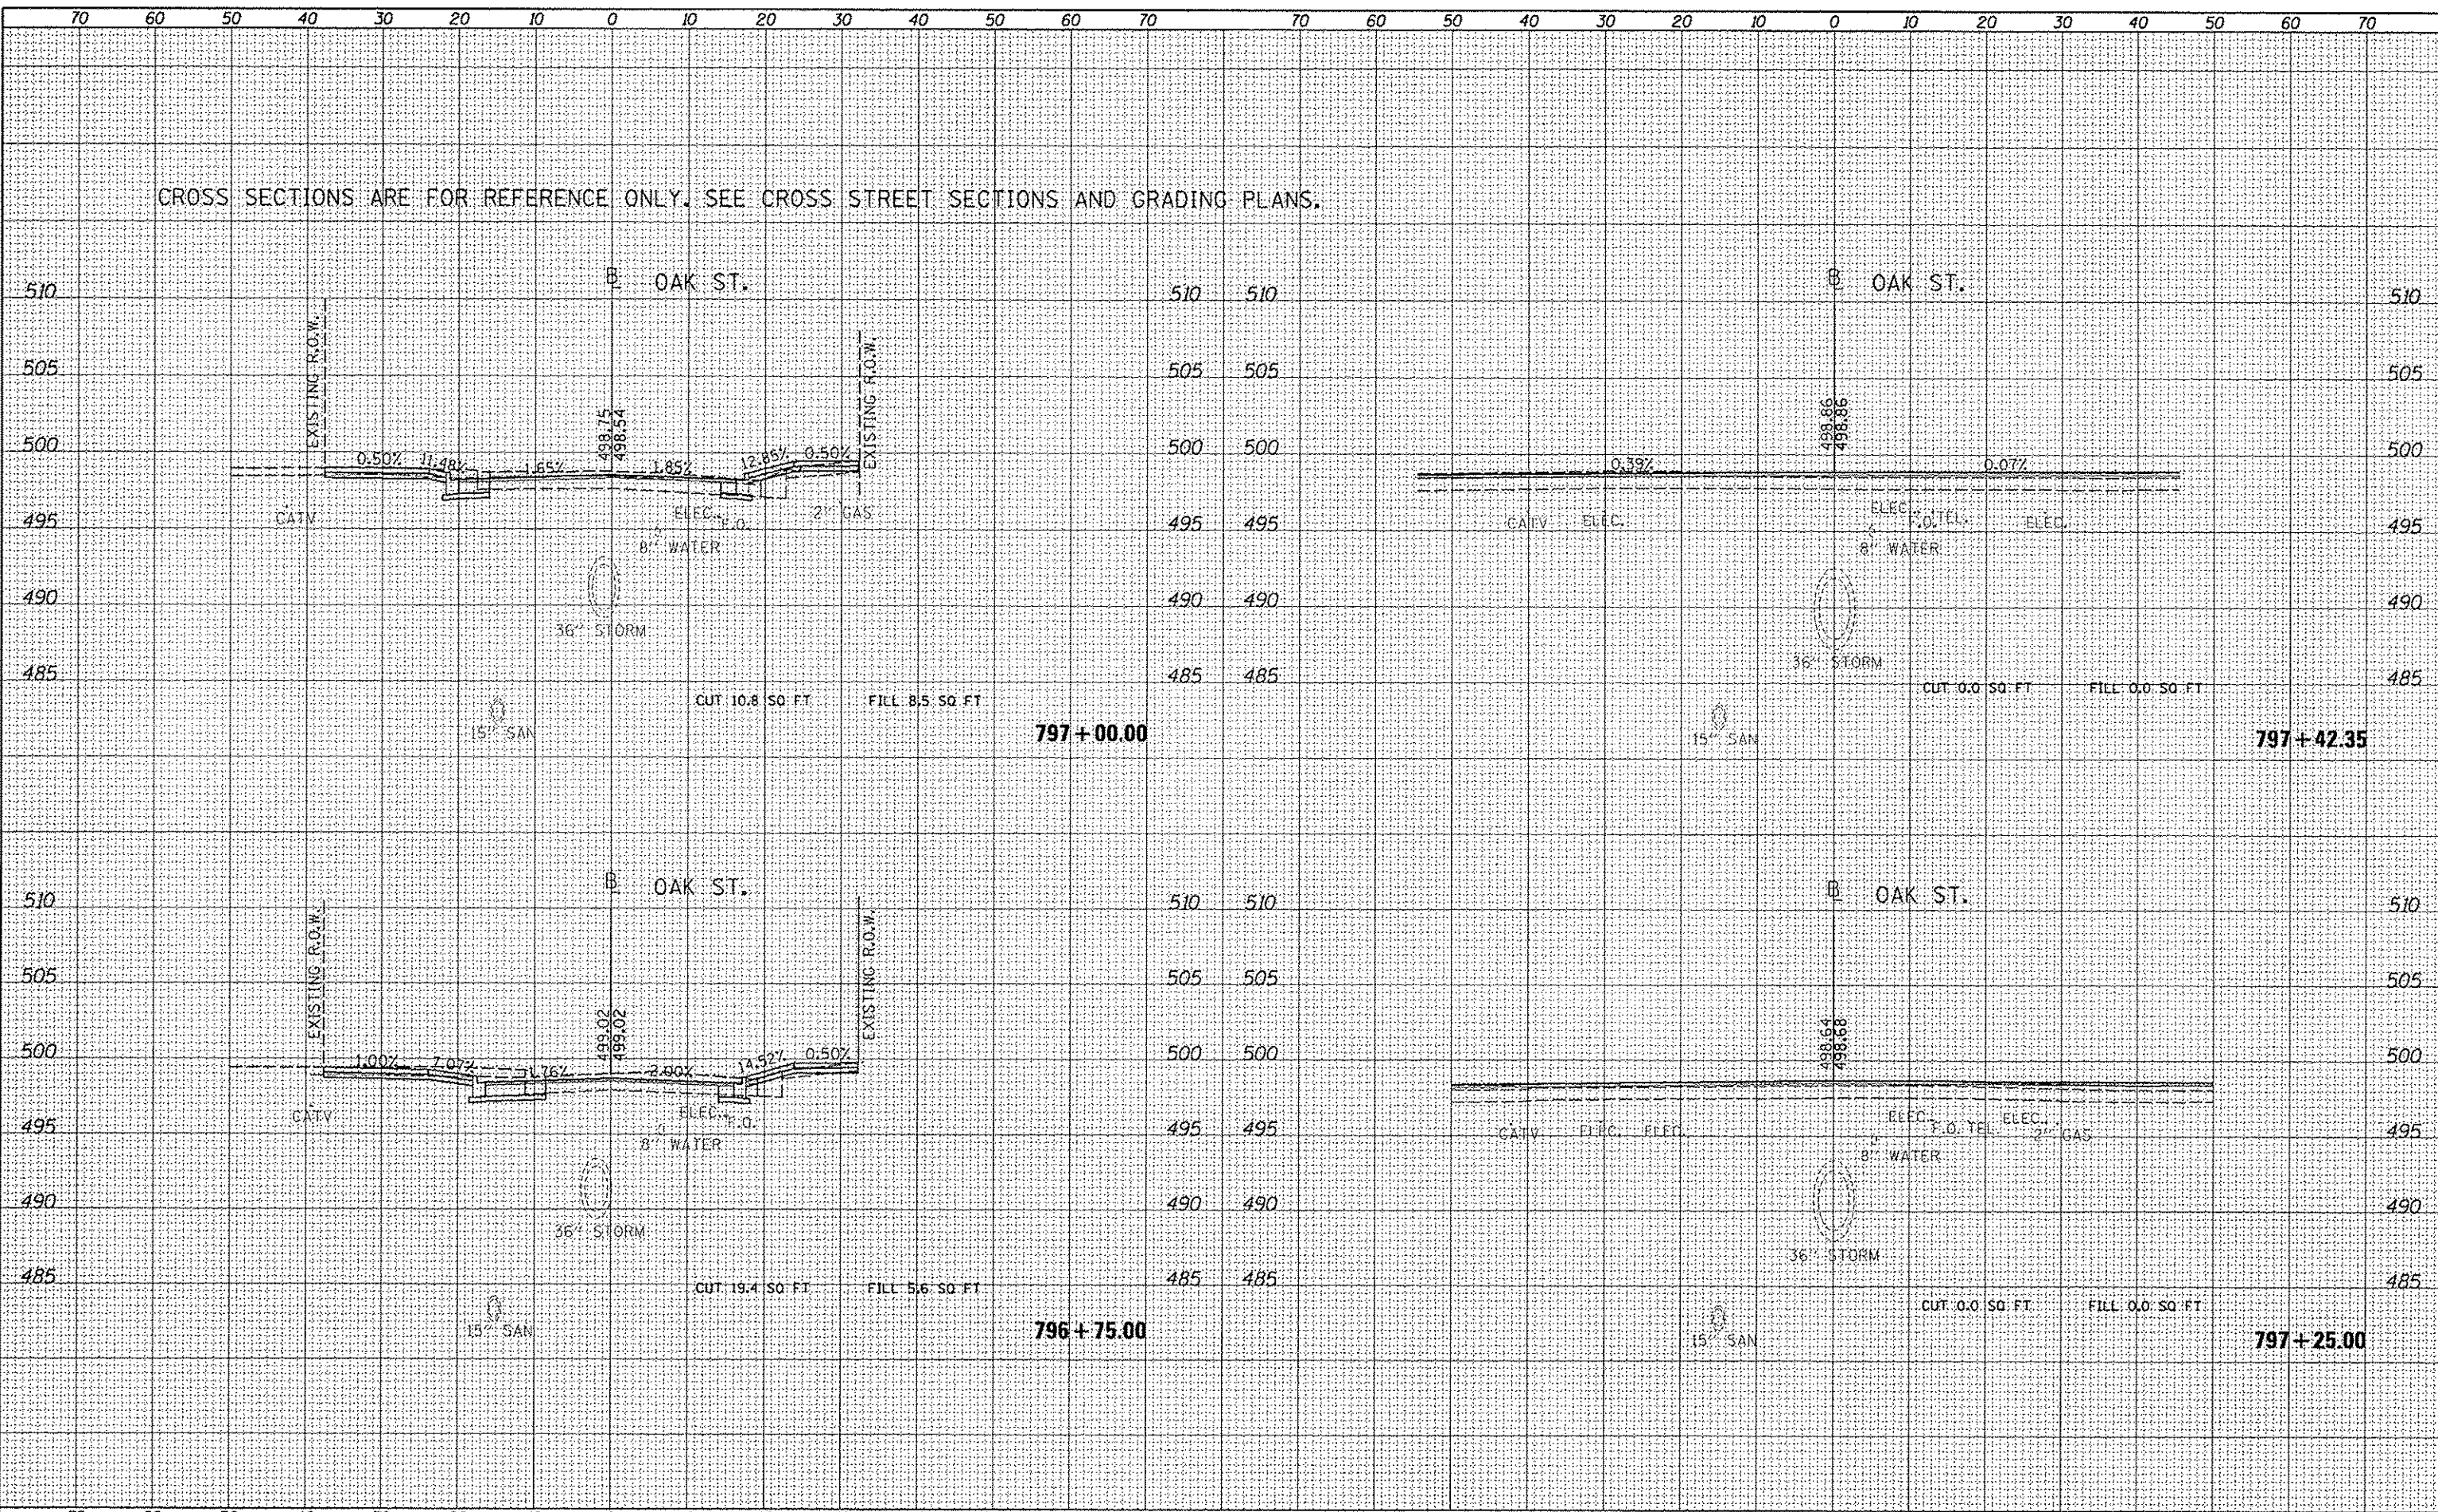 70 60 50 40 30 20 10 0 10 20 30 40 50 60 70 70 60 50 40 30 20 10 0 10 20 30 40 50 60 70
CROSS SECTIONS ARE FOR REFERENCE ONLY. SEE CROSS STREET SECTIONS AND GRADING PLANS.
B OAK ST.
510 510
505 505
500 500
495 495
490 490
485 485
EXISTING R.O.W.
EXISTING R.O.W.
498.75
498.54
0.50% 11.48% 1.65% 1.85% 12.85% 0.50%
CATV
ELEC.
F.O.
2" GAS
8" WATER
36" STORM
CUT 10.8 SQ FT FILL 8.5 SQ FT
15" SAN
797+00.00
B OAK ST.
510 510
505 505
500 500
495 495
490 490
485 485
498.86
498.86
0.39% 0.07%
CATV ELEC.
ELEC.
F.O. TEL.
ELEC.
8" WATER
36" STORM
CUT 0.0 SQ FT FILL 0.0 SQ FT
15" SAN
797+42.35
B OAK ST.
510 510
505 505
500 500
495 495
490 490
485 485
EXISTING R.O.W.
EXISTING R.O.W.
499.02
499.02
1.00% 7.07% 1.76% 2.00% 14.52% 0.50%
CATV
ELEC.
F.O.
8" WATER
36" STORM
CUT 19.4 SQ FT FILL 5.6 SQ FT
15" SAN
796+75.00
B OAK ST.
510 510
505 505
500 500
495 495
490 490
485 485
498.64
498.68
CATV ELEC. ELEC.
ELEC.
F.O. TEL.
ELEC.
2" GAS
8" WATER
36" STORM
CUT 0.0 SQ FT FILL 0.0 SQ FT
15" SAN
797+25.00